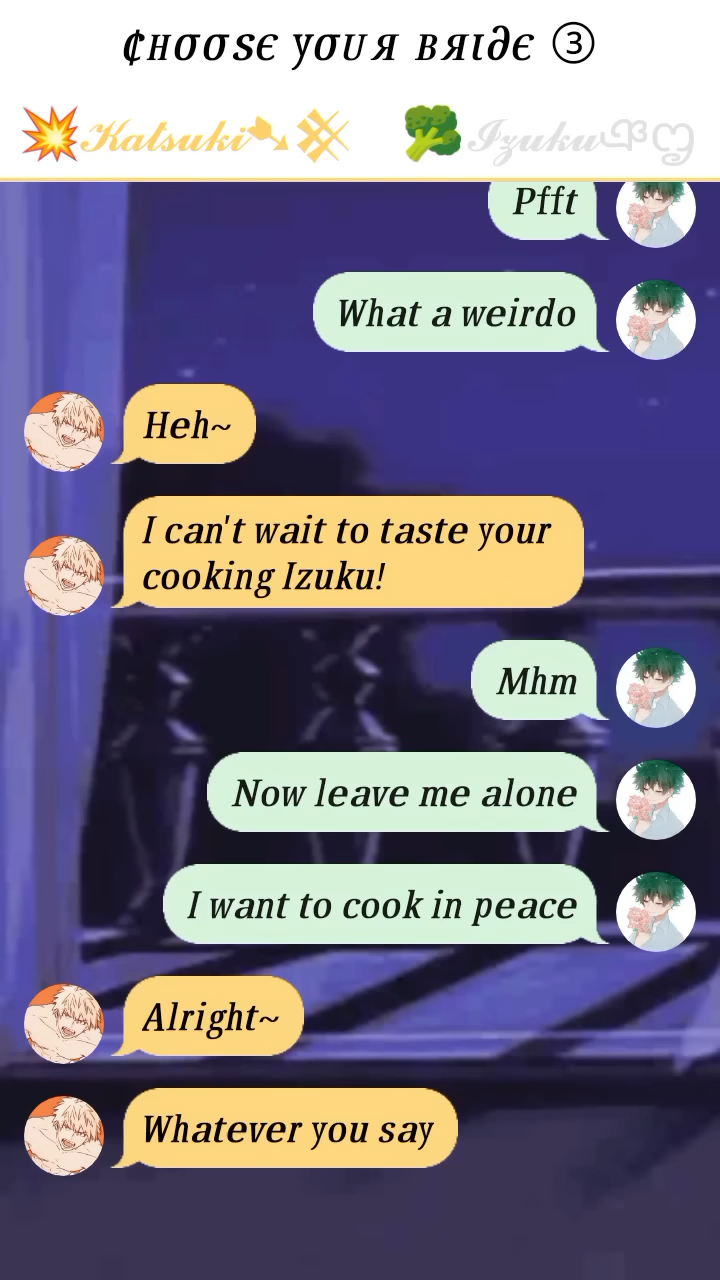 ₵нσσѕє уσυя вяι∂є ③
💥𝓚𝓪𝓽𝓼𝓾𝓴𝓲 🥦𝓘𝔃𝓾𝓴𝓾
Pfft
What a weirdo
Heh~
I can't wait to taste your
cooking Izuku!
Mhm
Now leave me alone
I want to cook in peace
Alright~
Whatever you say